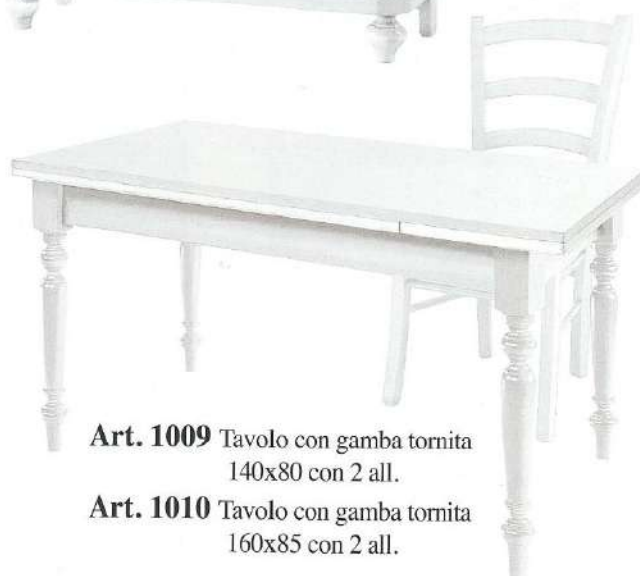 Art. 1009 Tavolo con gamba tornita
140x80 con 2 all.
Art. 1010 Tavolo con gamba tornita
160x85 con 2 all.